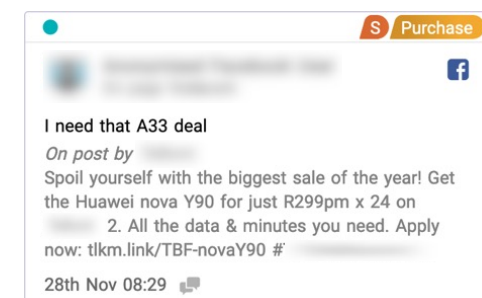 S Purchase
f
I need that A33 deal
On post by
Spoil yourself with the biggest sale of the year! Get
the Huawei nova Y90 for just R299pm x 24 on
2. All the data & minutes you need. Apply
now: tlkm.link/TBF-novaY90 #
28th Nov 08:29